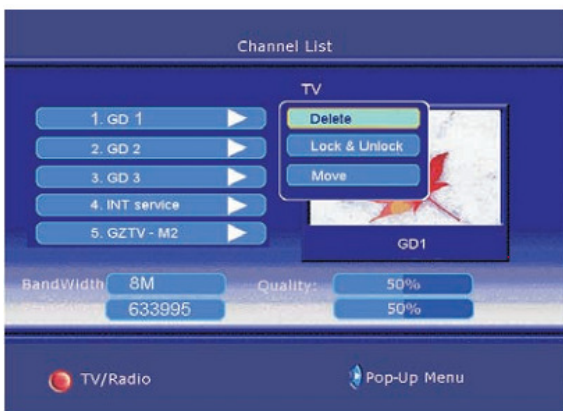 Channel List
TV
1. GD 1
2. GD 2
3. GD 3
4. INT service
5. GZTV - M2
Delete
Lock & Unlock
Move
GD1
BandWidth 8M Quality: 50%
633995 50%
TV/Radio Pop-Up Menu